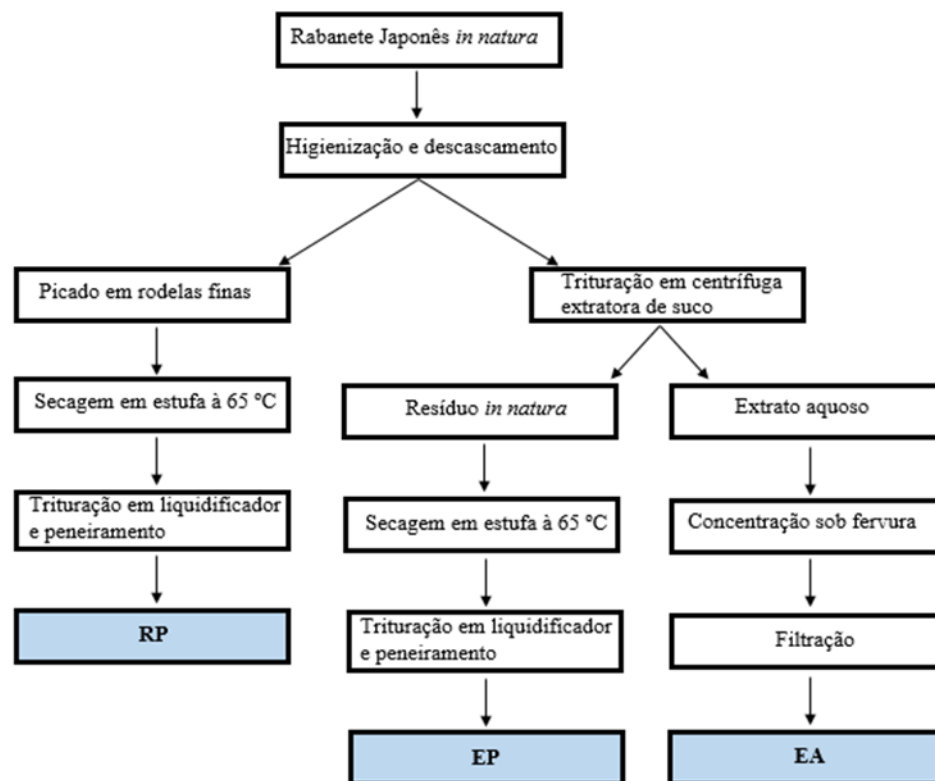 Rabanete Japonês in natura
Higienização e descascamento
Picado em rodelas finas
Trituração em centrífuga
extratora de suco
Secagem em estufa à 65 ºC
Resíduo in natura
Extrato aquoso
Trituração em liquidificador
e peneiramento
Secagem em estufa à 65 ºC
Concentração sob fervura
RP
Trituração em liquidificador
e peneiramento
Filtração
EP
EA